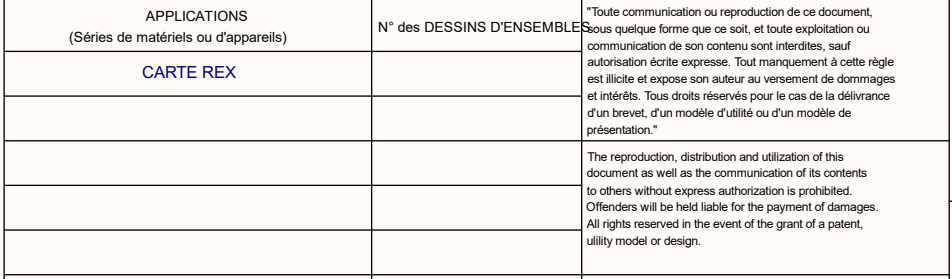 APPLICATIONS
(Séries de matériels ou d'appareils)
N° des DESSINS D'ENSEMBLES
CARTE REX
"Toute communication ou reproduction de ce document,
sous quelque forme que ce soit, et toute exploitation ou
communication de son contenu sont interdites, sauf
autorisation écrite expresse. Tout manquement à cette règle
est illicite et expose son auteur au versement de dommages
et intérêts. Tous droits réservés pour le cas de la délivrance
d'un brevet, d'un modèle d'utilité ou d'un modèle de
présentation."
The reproduction, distribution and utilization of this
document as well as the communication of its contents
to others without express authorization is prohibited.
Offenders will be held liable for the payment of damages.
All rights reserved in the event of the grant of a patent,
ulility model or design.